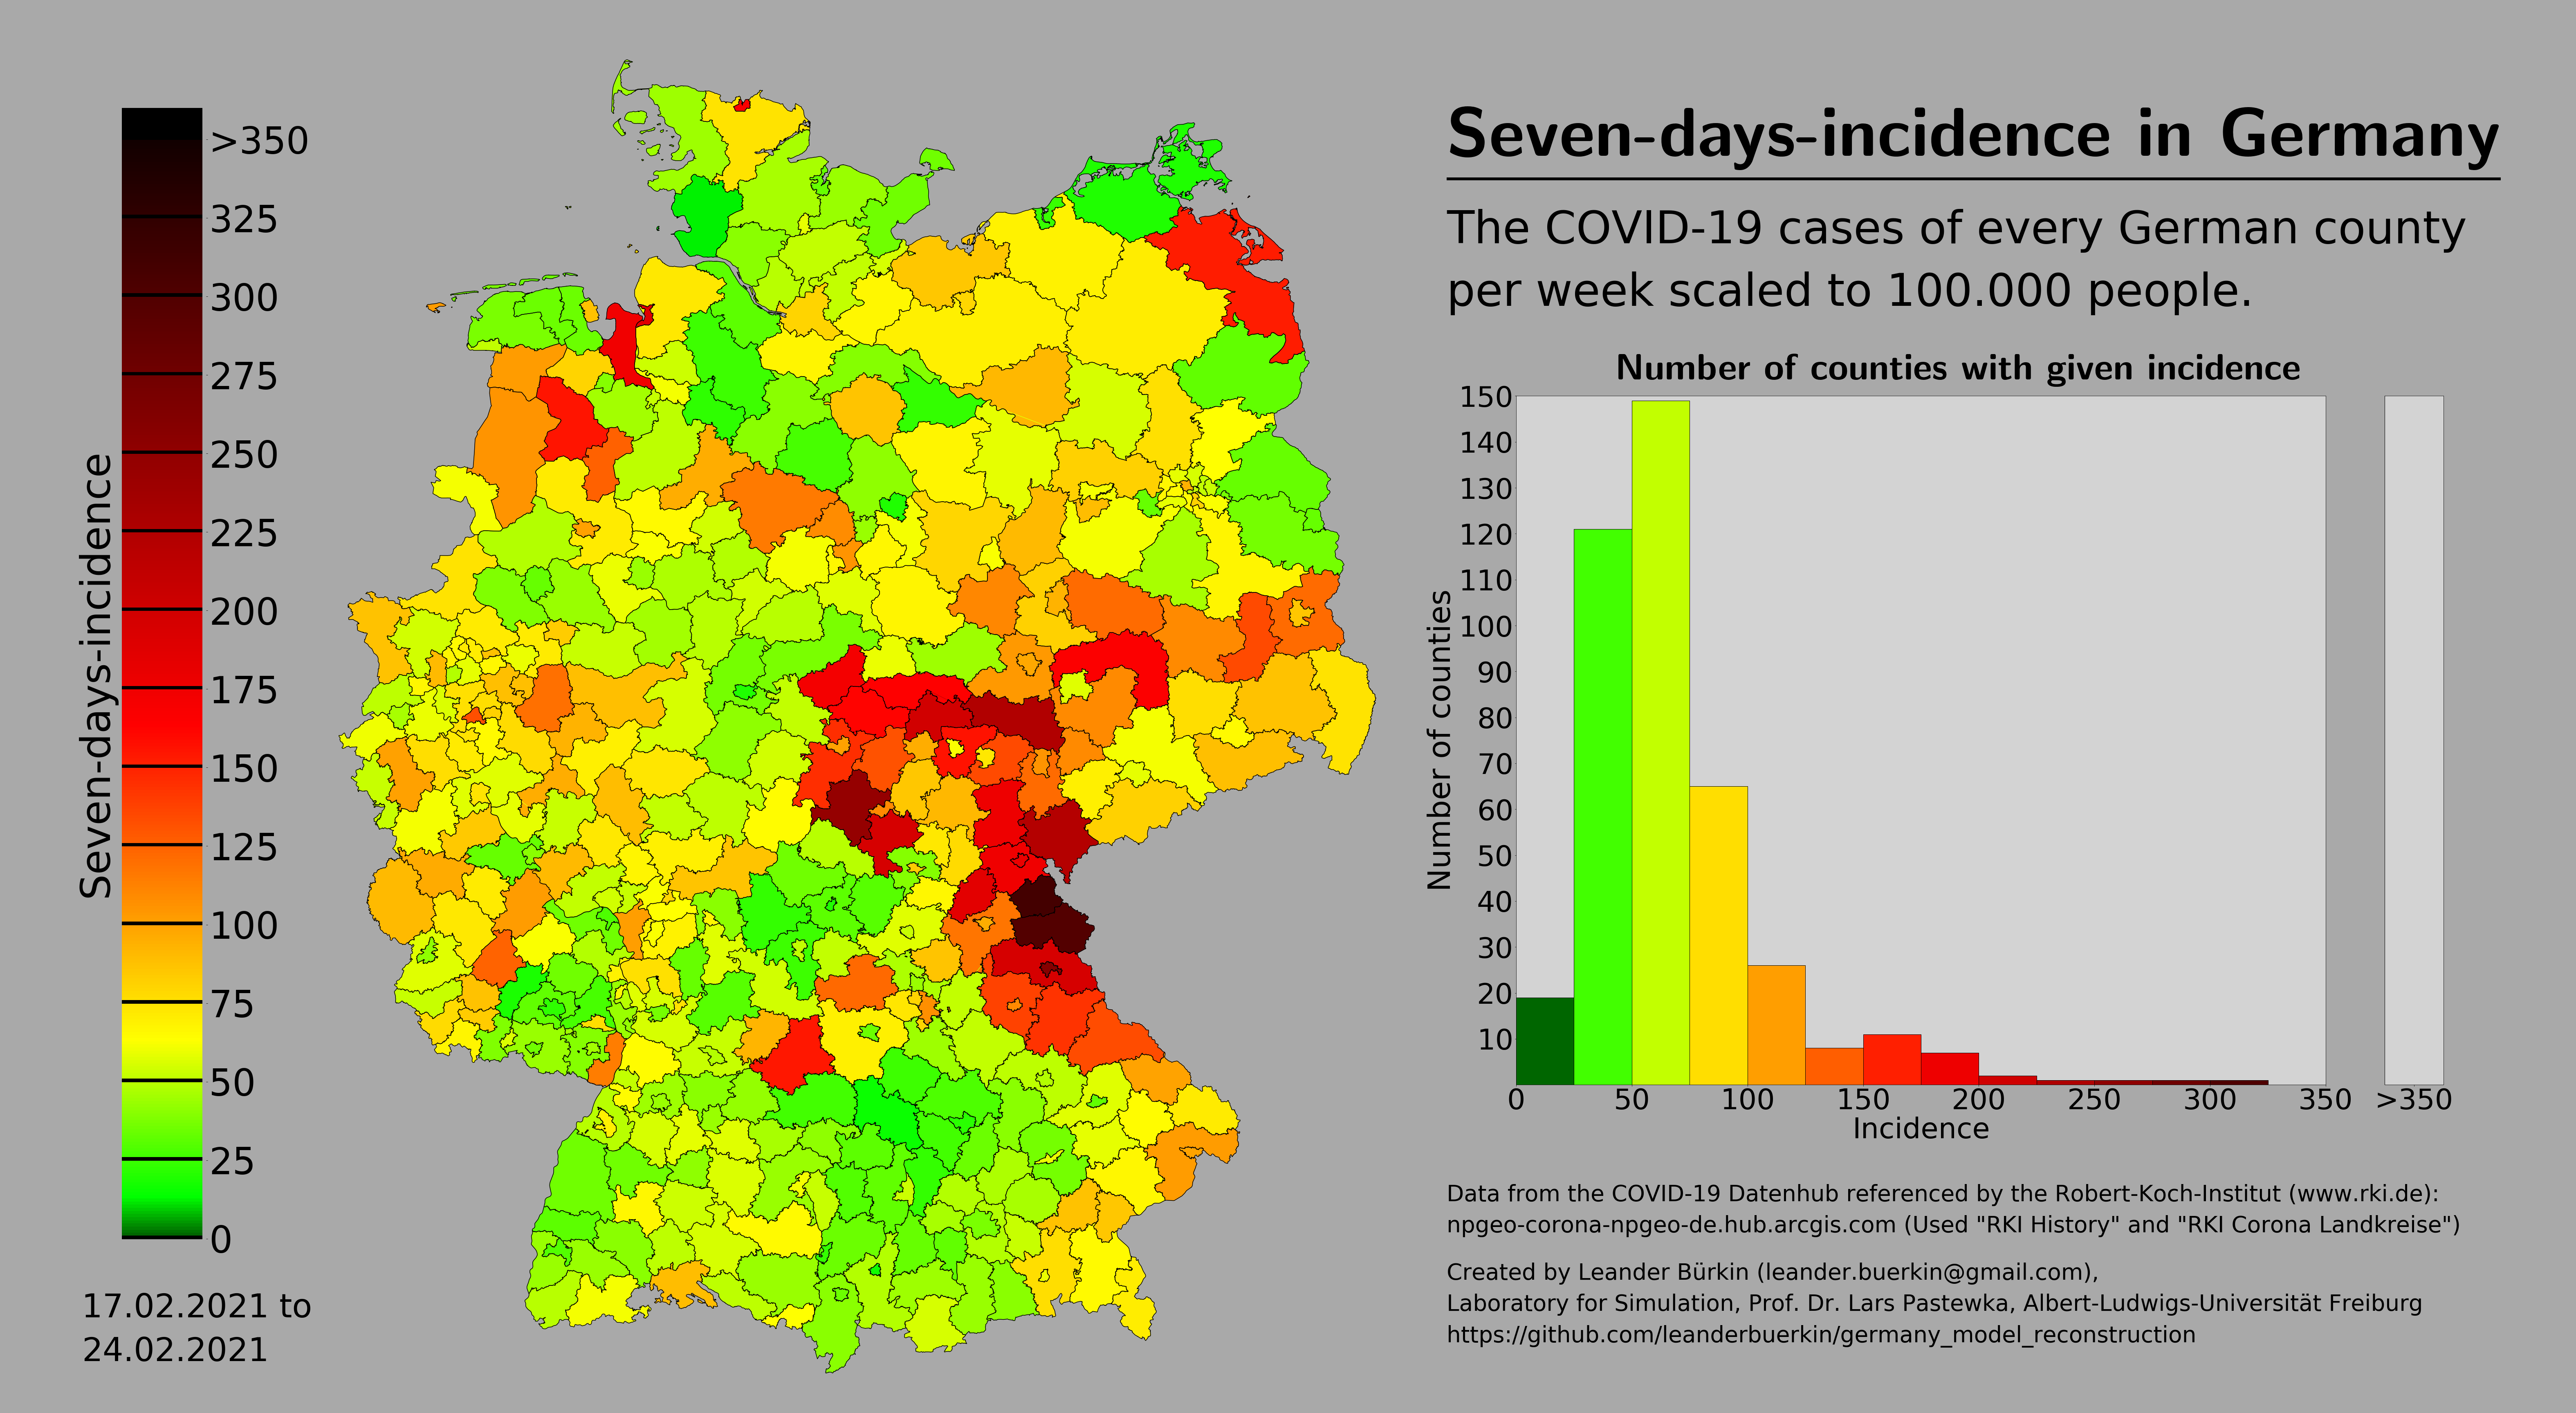 Seven-days-incidence in Germany
The COVID-19 cases of every German county
per week scaled to 100.000 people.
Seven-days-incidence
>350
325
300
275
250
225
200
175
150
125
100
75
50
25
0
17.02.2021 to
24.02.2021
Number of counties with given incidence
Number of counties
150
140
130
120
110
100
90
80
70
60
50
40
30
20
10
0 50 100 150 200 250 300 350 >350
Incidence
Data from the COVID-19 Datenhub referenced by the Robert-Koch-Institut (www.rki.de):
npgeo-corona-npgeo-de.hub.arcgis.com (Used "RKI History" and "RKI Corona Landkreise")
Created by Leander Bürkin (leander.buerkin@gmail.com),
Laboratory for Simulation, Prof. Dr. Lars Pastewka, Albert-Ludwigs-Universität Freiburg
https://github.com/leanderbuerkin/germany_model_reconstruction